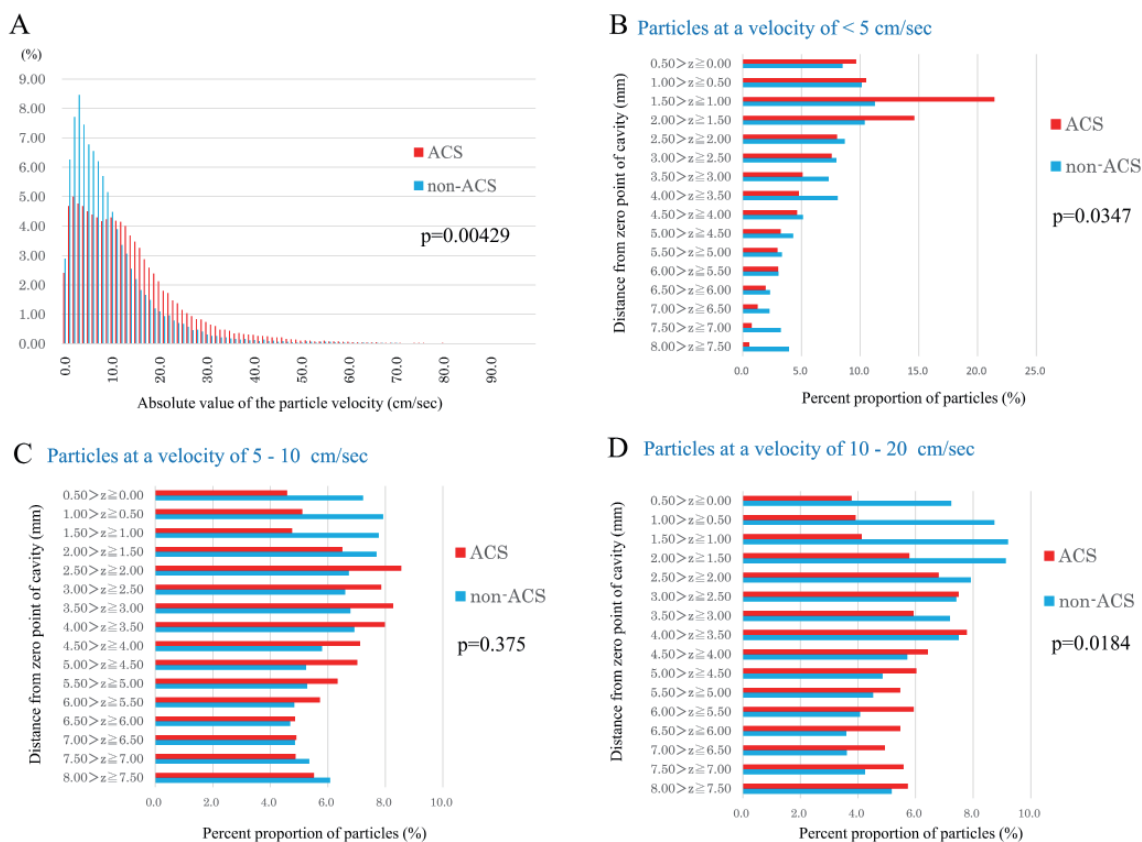 A
(%)
9.00
8.00
7.00
6.00
5.00
4.00
3.00
2.00
1.00
0.00
0.0
10.0
20.0
30.0
40.0
50.0
60.0
70.0
80.0
90.0
Absolute value of the particle velocity (cm/sec)
ACS
non-ACS
p=0.00429
B Particles at a velocity of < 5 cm/sec
Distance from zero point of cavity (mm)
0.50>z≧0.00
1.00>z≧0.50
1.50>z≧1.00
2.00>z≧1.50
2.50>z≧2.00
3.00>z≧2.50
3.50>z≧3.00
4.00>z≧3.50
4.50>z≧4.00
5.00>z≧4.50
5.50>z≧5.00
6.00>z≧5.50
6.50>z≧6.00
7.00>z≧6.50
7.50>z≧7.00
8.00>z≧7.50
0.0 5.0 10.0 15.0 20.0 25.0
Percent proportion of particles (%)
ACS
non-ACS
p=0.0347
C Particles at a velocity of 5 - 10 cm/sec
Distance from zero point of cavity (mm)
0.50>z≧0.00
1.00>z≧0.50
1.50>z≧1.00
2.00>z≧1.50
2.50>z≧2.00
3.00>z≧2.50
3.50>z≧3.00
4.00>z≧3.50
4.50>z≧4.00
5.00>z≧4.50
5.50>z≧5.00
6.00>z≧5.50
6.50>z≧6.00
7.00>z≧6.50
7.50>z≧7.00
8.00>z≧7.50
0.0 2.0 4.0 6.0 8.0 10.0
Percent proportion of particles (%)
ACS
non-ACS
p=0.375
D Particles at a velocity of 10 - 20 cm/sec
Distance from zero point of cavity (mm)
0.50>z≧0.00
1.00>z≧0.50
1.50>z≧1.00
2.00>z≧1.50
2.50>z≧2.00
3.00>z≧2.50
3.50>z≧3.00
4.00>z≧3.50
4.50>z≧4.00
5.00>z≧4.50
5.50>z≧5.00
6.00>z≧5.50
6.50>z≧6.00
7.00>z≧6.50
7.50>z≧7.00
8.00>z≧7.50
0.0 2.0 4.0 6.0 8.0 10.0
Percent proportion of particles (%)
ACS
non-ACS
p=0.0184